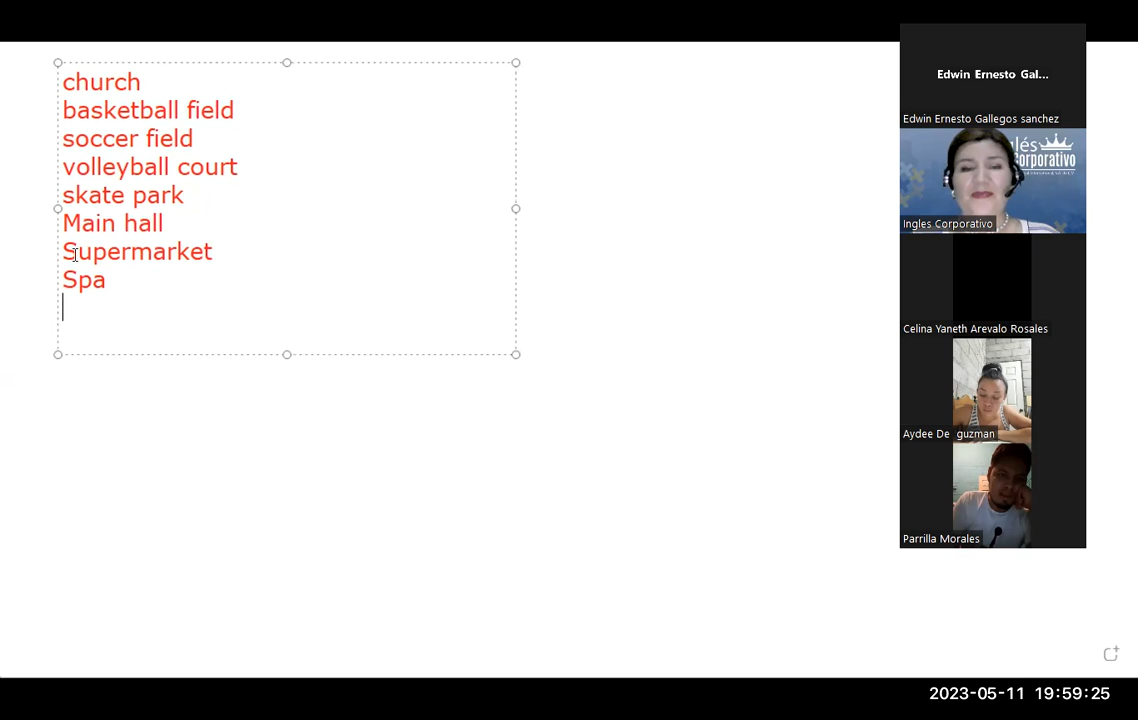 church
basketball field
soccer field
volleyball court
skate park
Main hall
Supermarket
Spa
Edwin Ernesto Gal...
Edwin Ernesto Gallegos sanchez
glés
Corporativo
Ingles Corporativo
Celina Yaneth Arevalo Rosales
Aydee De guzman
Parrilla Morales
2023-05-11 19:59:25